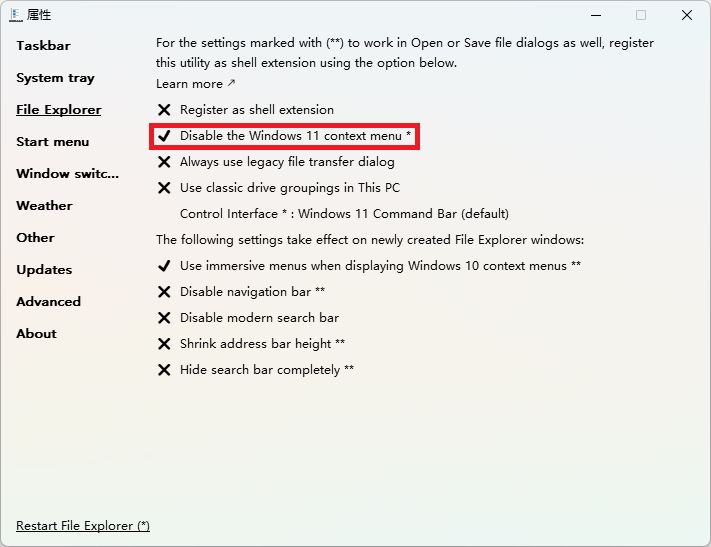 属性
Taskbar
System tray
File Explorer
Start menu
Window switc...
Weather
Other
Updates
Advanced
About
For the settings marked with (**) to work in Open or Save file dialogs as well, register
this utility as shell extension using the option below.
Learn more ↗
Register as shell extension
Disable the Windows 11 context menu *
Always use legacy file transfer dialog
Use classic drive groupings in This PC
Control Interface * : Windows 11 Command Bar (default)
The following settings take effect on newly created File Explorer windows:
Use immersive menus when displaying Windows 10 context menus **
Disable navigation bar **
Disable modern search bar
Shrink address bar height **
Hide search bar completely **
Restart File Explorer (*)